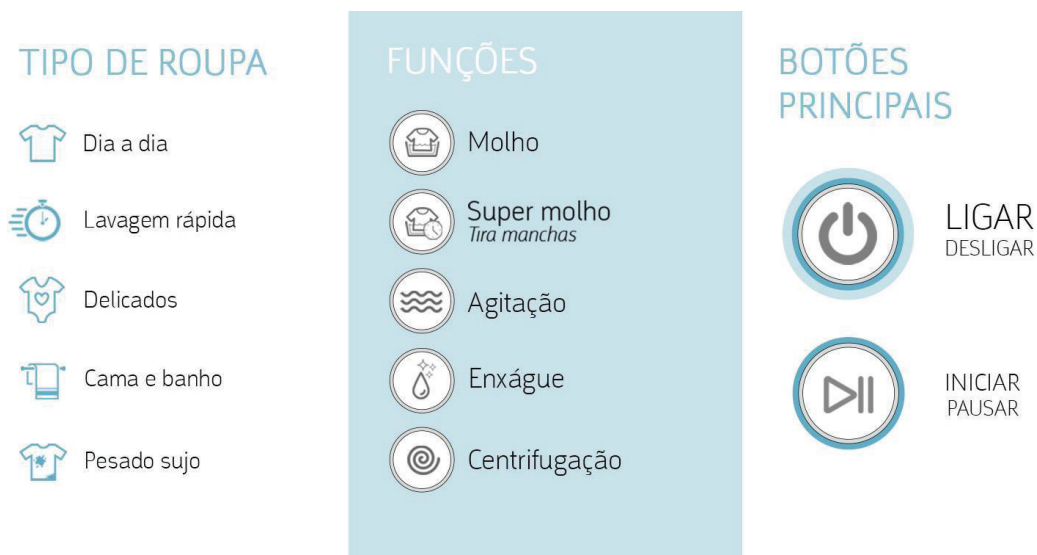 TIPO DE ROUPA
Dia a dia
Lavagem rápida
Delicados
Cama e banho
Pesado sujo
FUNÇÕES
Molho
Super molho
Tira manchas
Agitação
Enxágue
Centrifugação
BOTÕES
PRINCIPAIS
LIGAR
DESLIGAR
INICIAR
PAUSAR